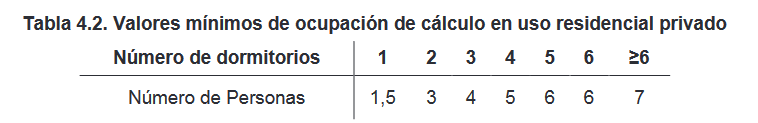 Tabla 4.2. Valores mínimos de ocupación de cálculo en uso residencial privado
Número de dormitorios 1 2 3 4 5 6 ≥6
Número de Personas 1,5 3 4 5 6 6 7